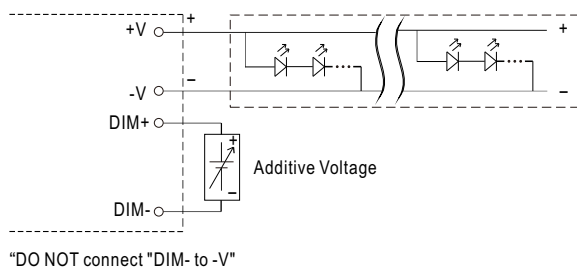 +V
+
+
-V
−
−
DIM+
+
−
Additive Voltage
DIM-
“DO NOT connect "DIM- to -V"